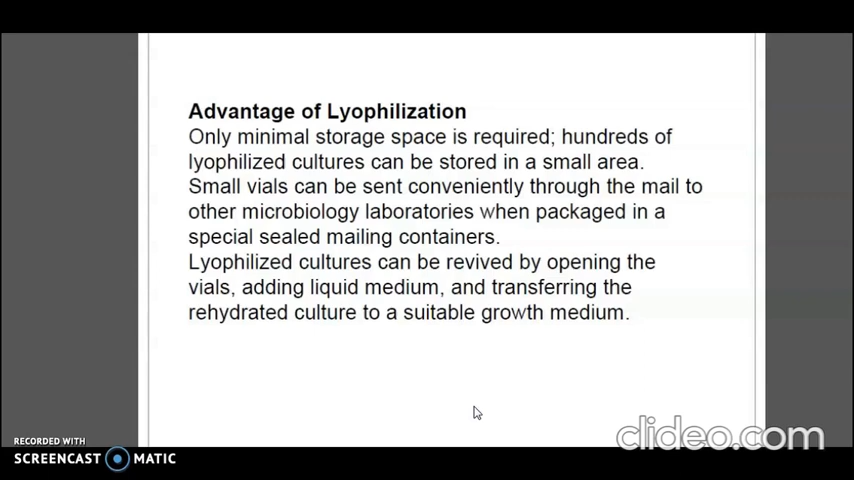 Advantage of Lyophilization
Only minimal storage space is required; hundreds of
lyophilized cultures can be stored in a small area.
Small vials can be sent conveniently through the mail to
other microbiology laboratories when packaged in a
special sealed mailing containers.
Lyophilized cultures can be revived by opening the
vials, adding liquid medium, and transferring the
rehydrated culture to a suitable growth medium.
clideo.com
RECORDED WITH
SCREENCAST MATIC